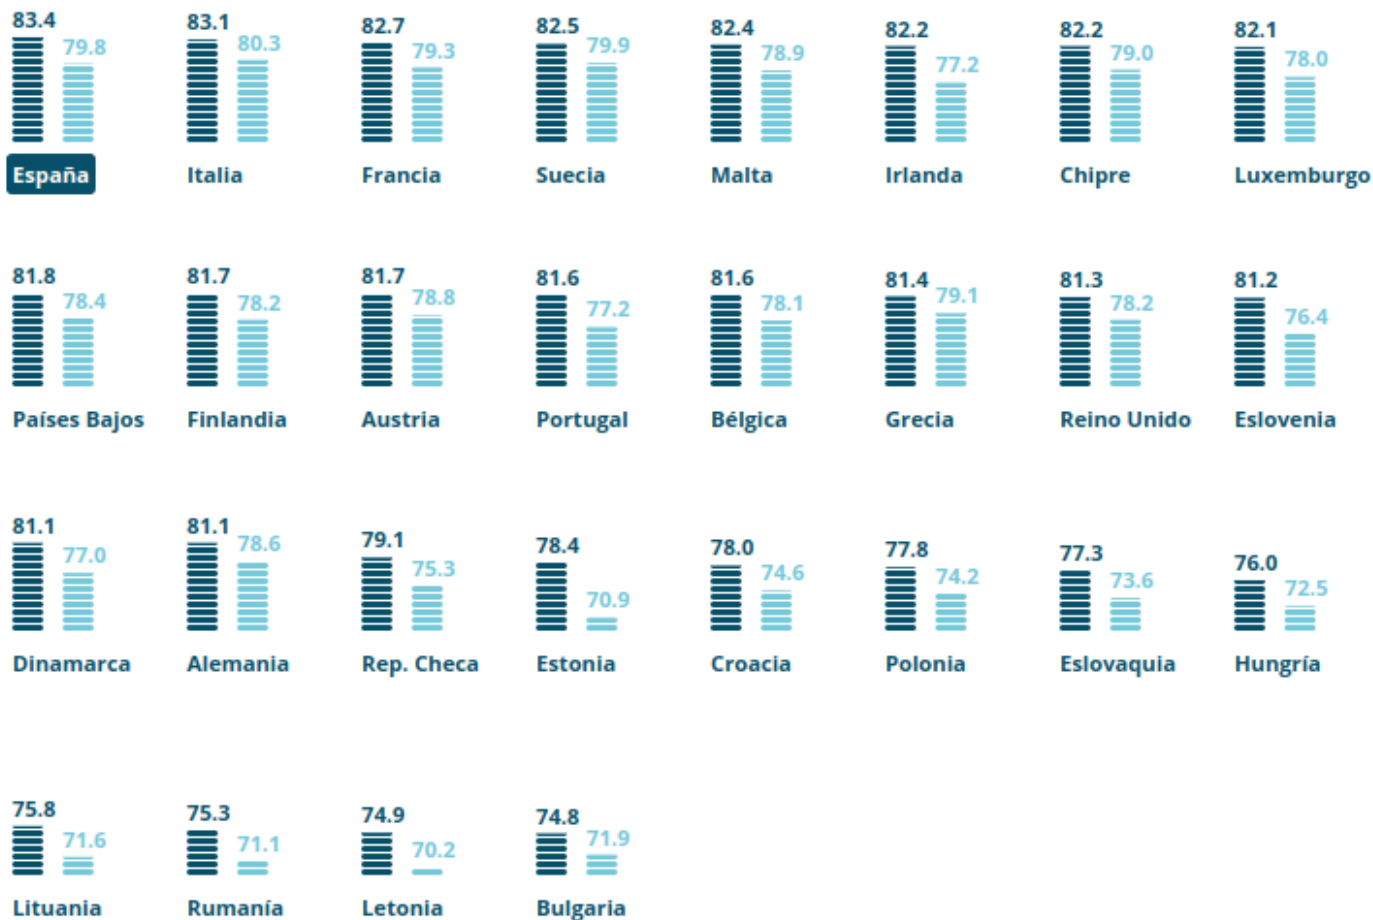 83.4 79.8 83.1 80.3 82.7 79.3 82.5 79.9 82.4 78.9 82.2 77.2 82.2 79.0 82.1 78.0
España Italia Francia Suecia Malta Irlanda Chipre Luxemburgo
81.8 78.4 81.7 78.2 81.7 78.8 81.6 77.2 81.6 78.1 81.4 79.1 81.3 78.2 81.2 76.4
Países Bajos Finlandia Austria Portugal Bélgica Grecia Reino Unido Eslovenia
81.1 77.0 81.1 78.6 79.1 75.3 78.4 70.9 78.0 74.6 77.8 74.2 77.3 73.6 76.0 72.5
Dinamarca Alemania Rep. Checa Estonia Croacia Polonia Eslovaquia Hungría
75.8 71.6 75.3 71.1 74.9 70.2 74.8 71.9
Lituania Rumanía Letonia Bulgaria